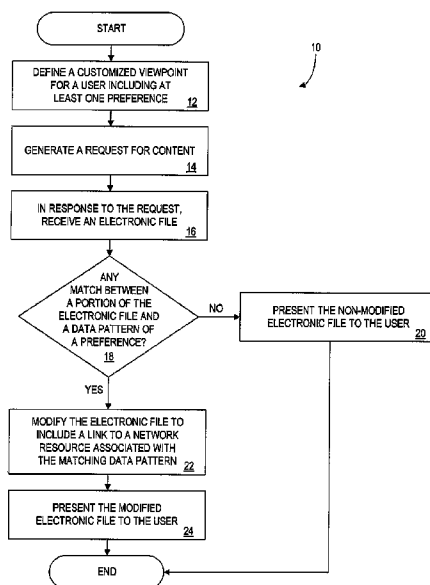 START
10
DEFINE A CUSTOMIZED VIEWPOINT
FOR A USER INCLUDING AT
LEAST ONE PREFERENCE
12
GENERATE A REQUEST FOR CONTENT
14
IN RESPONSE TO THE REQUEST,
RECEIVE AN ELECTRONIC FILE
16
ANY
MATCH BETWEEN
A PORTION OF THE
ELECTRONIC FILE AND
A DATA PATTERN OF
A PREFERENCE?
18
NO
PRESENT THE NON-MODIFIED
ELECTRONIC FILE TO THE USER
20
YES
MODIFY THE ELECTRONIC FILE TO
INCLUDE A LINK TO A NETWORK
RESOURCE ASSOCIATED WITH
THE MATCHING DATA PATTERN
22
PRESENT THE MODIFIED
ELECTRONIC FILE TO THE USER
24
END